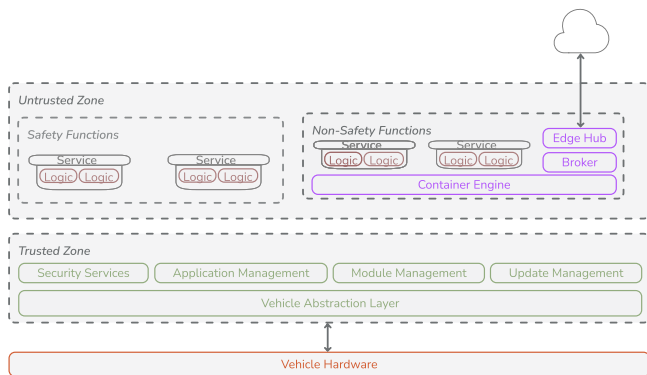 Untrusted Zone
Safety Functions
Service
Logic Logic
Service
Logic Logic
Non-Safety Functions
Service
Logic Logic
Service
Logic Logic
Edge Hub
Broker
Container Engine
Trusted Zone
Security Services
Application Management
Module Management
Update Management
Vehicle Abstraction Layer
Vehicle Hardware